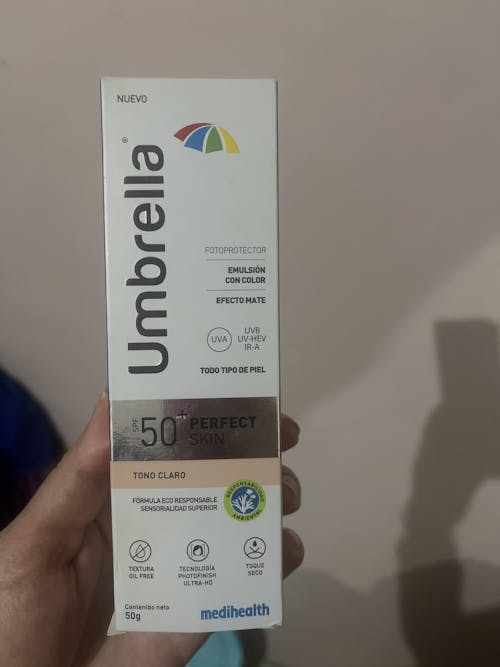 NUEVO
Umbrella®
FOTOPROTECTOR
EMULSIÓN
CON COLOR
EFECTO MATE
UVA
UVB
UV-HEV
IR-A
TODO TIPO DE PIEL
SPF
50+
PERFECT
SKIN
TONO CLARO
FÓRMULA ECO RESPONSABLE
SENSORIALIDAD SUPERIOR
RESPONSABILIDAD
AMBIENTAL
TEXTURA
OIL FREE
TECNOLOGÍA
PHOTOFINISH
ULTRA-HD
TOQUE
SECO
Contenido neto
50g
medihealth